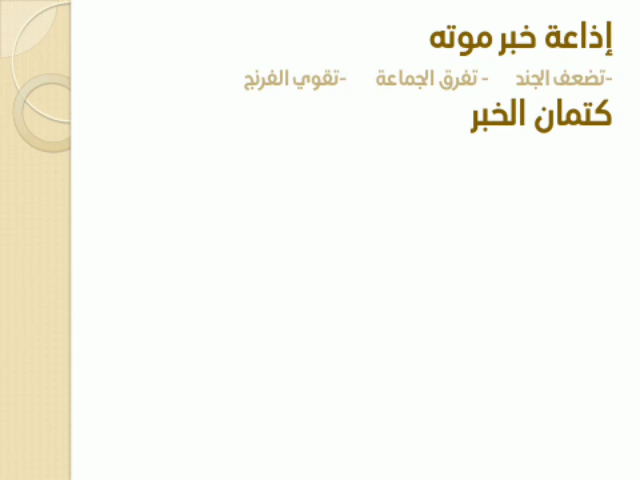 إذاعة خبر موته
-تضعف الجند - تفرق الجماعة -تقوي الفرنج
كتمان الخبر